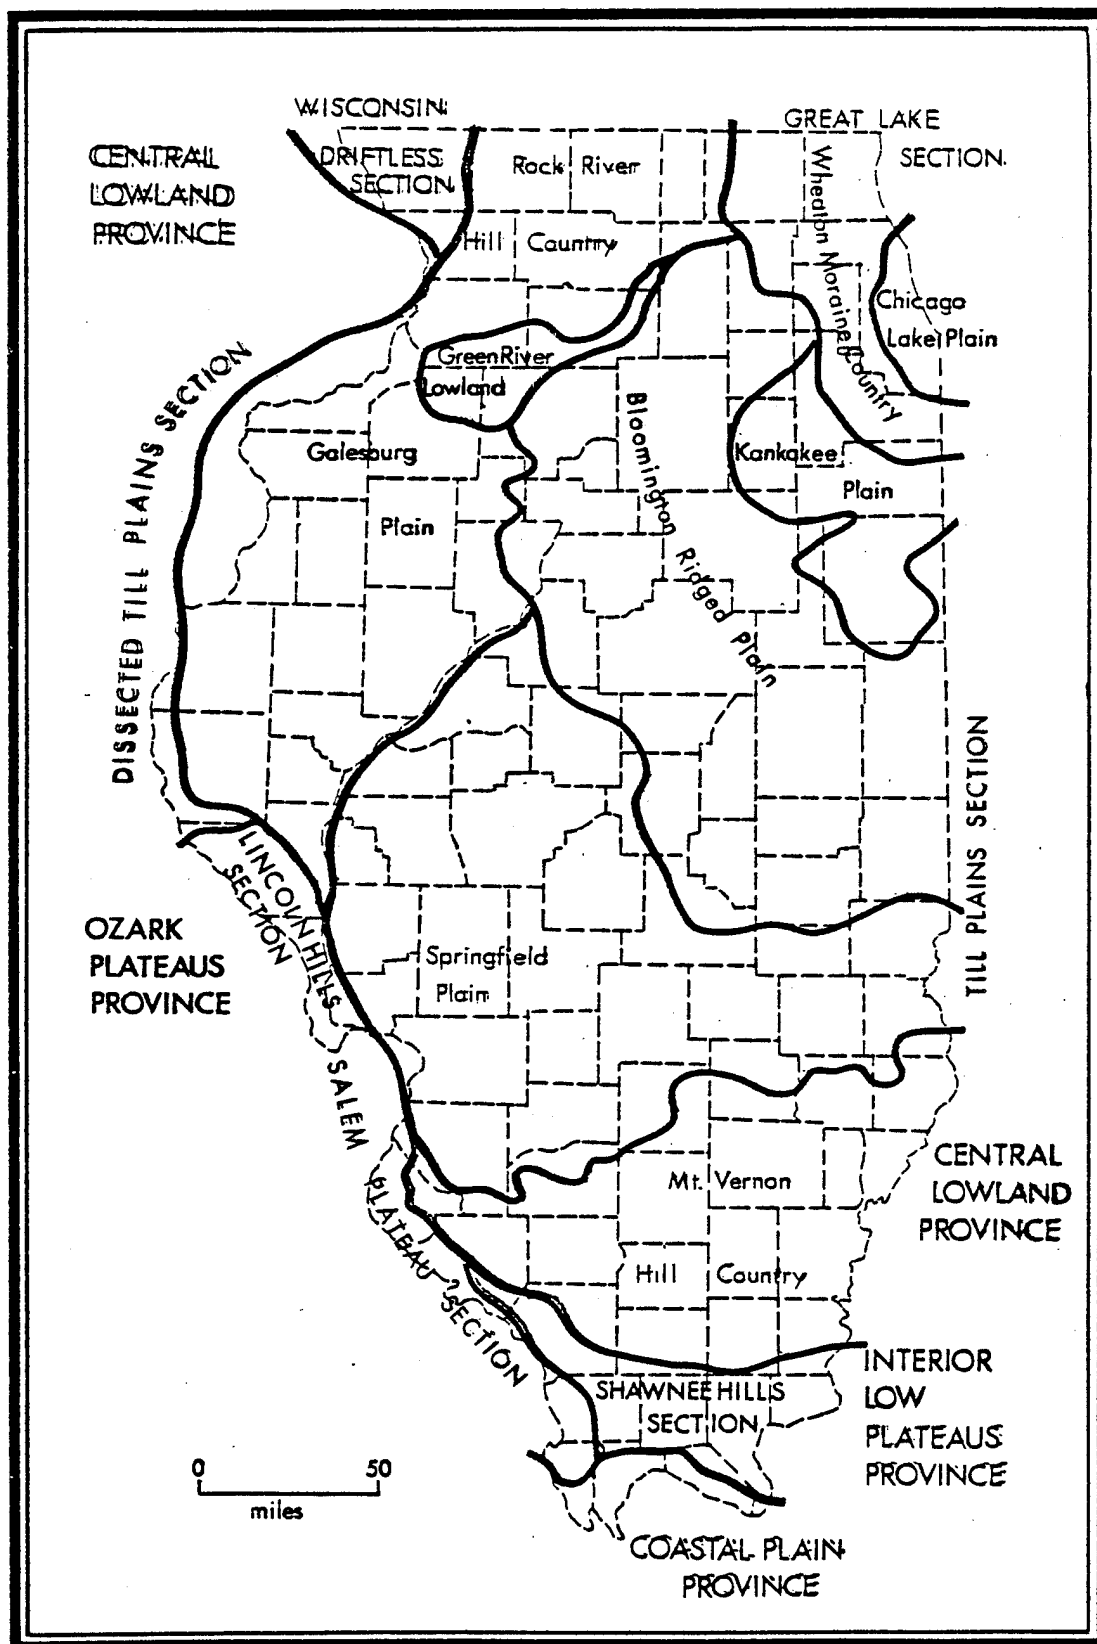 WISCONSIN
DRIFTLESS
SECTION
GREAT LAKE
SECTION
CENTRAL
LOWLAND
PROVINCE
Rock River
Hill Country
Wheaton Moraine Country
Chicago
Lake Plain
Green River
Lowland
DISSECTED TILL PLAINS SECTION
Galesburg
Plain
Bloomington Ridged Plain
Kankakee
Plain
TILL PLAINS SECTION
LINCOLN HILLS
SECTION
OZARK
PLATEAUS
PROVINCE
Springfield
Plain
SALEM
PLATEAU
SECTION
CENTRAL
LOWLAND
PROVINCE
Mt. Vernon
Hill Country
INTERIOR
LOW
PLATEAUS
PROVINCE
SHAWNEE HILLS
SECTION
0 50
miles
COASTAL PLAIN
PROVINCE